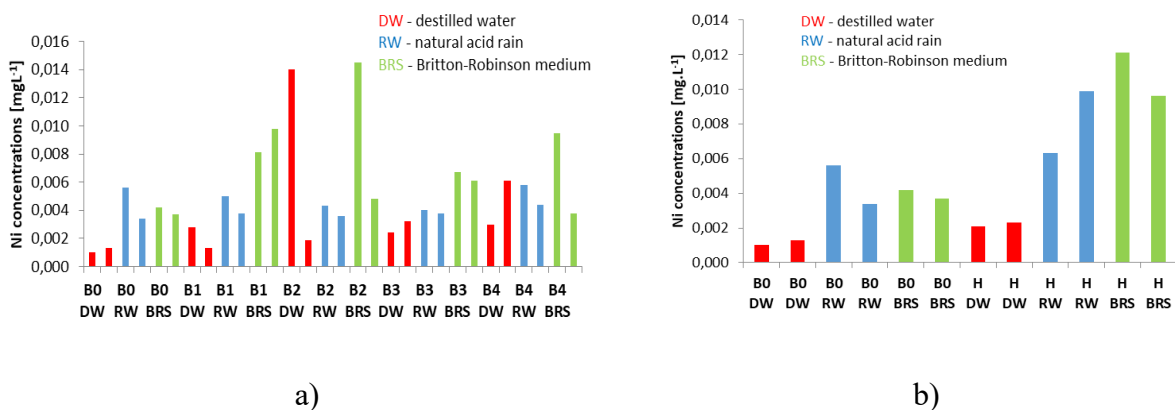 DW - destilled water
RW - natural acid rain
BRS - Britton-Robinson medium
Ni concentrations [mgL-1]
0,016
0,014
0,012
0,010
0,008
0,006
0,004
0,002
0,000
B0 B0 B0 B1 B1 B1 B2 B2 B2 B3 B3 B3 B4 B4 B4
DW RW BRS DW RW BRS DW RW BRS DW RW BRS DW RW BRS
a)
DW - destilled water
RW - natural acid rain
BRS - Britton-Robinson medium
Ni concentrations [mg.L-1]
0,014
0,012
0,010
0,008
0,006
0,004
0,002
0,000
B0 B0 B0 B0 B0 B0 H H H H H H
DW DW RW RW BRS BRS DW DW RW RW BRS BRS
b)